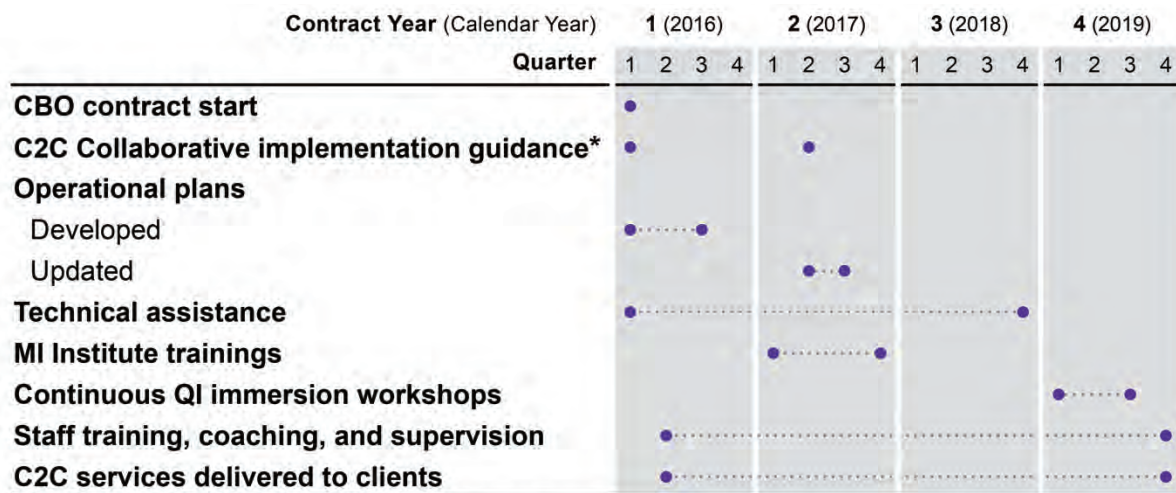 Contract Year (Calendar Year) 1 (2016) 2 (2017) 3 (2018) 4 (2019)
Quarter 1 2 3 4 1 2 3 4 1 2 3 4 1 2 3 4
CBO contract start
C2C Collaborative implementation guidance*
Operational plans
Developed
Updated
Technical assistance
MI Institute trainings
Continuous QI immersion workshops
Staff training, coaching, and supervision
C2C services delivered to clients